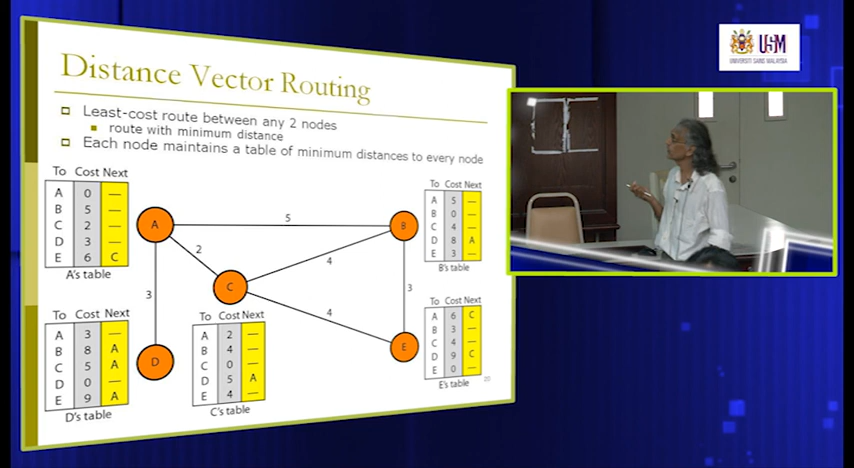 Distance Vector Routing
Least-cost route between any 2 nodes
route with minimum distance
Each node maintains a table of minimum distances to every node
To Cost Next
A 0 —
B 5 —
C 2 —
D 3 —
E 6 C
A's table
To Cost Next
A 5 —
B 0 —
C 4 —
D 8 A
E 3 —
B's table
A
B
C
D
E
5
2
4
3
4
3
To Cost Next
A 3 —
B 8 A
C 5 A
D 0 —
E 9 A
D's table
To Cost Next
A 2 —
B 4 —
C 0 —
D 5 A
E 4 —
C's table
To Cost Next
A 6 C
B 3 —
C 4 —
D 9 C
E 0 —
E's table
20
USM
UNIVERSITI SAINS MALAYSIA